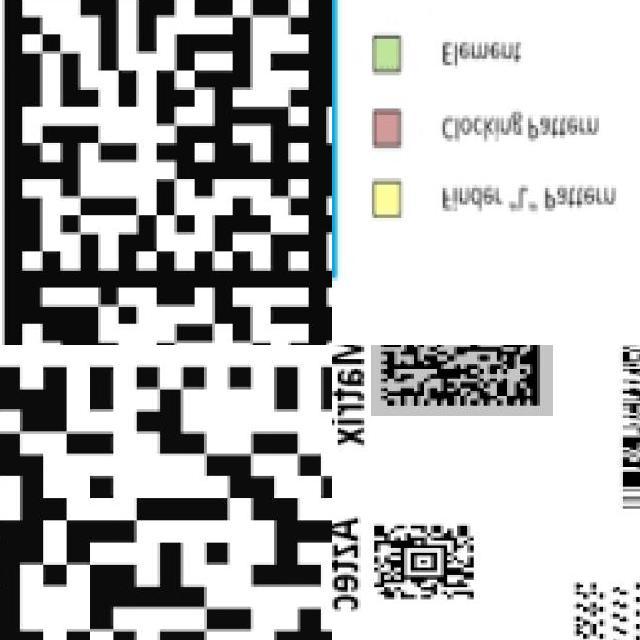 Element
Clocking Pattern
Finder "L" Pattern
Matrix
Aztec